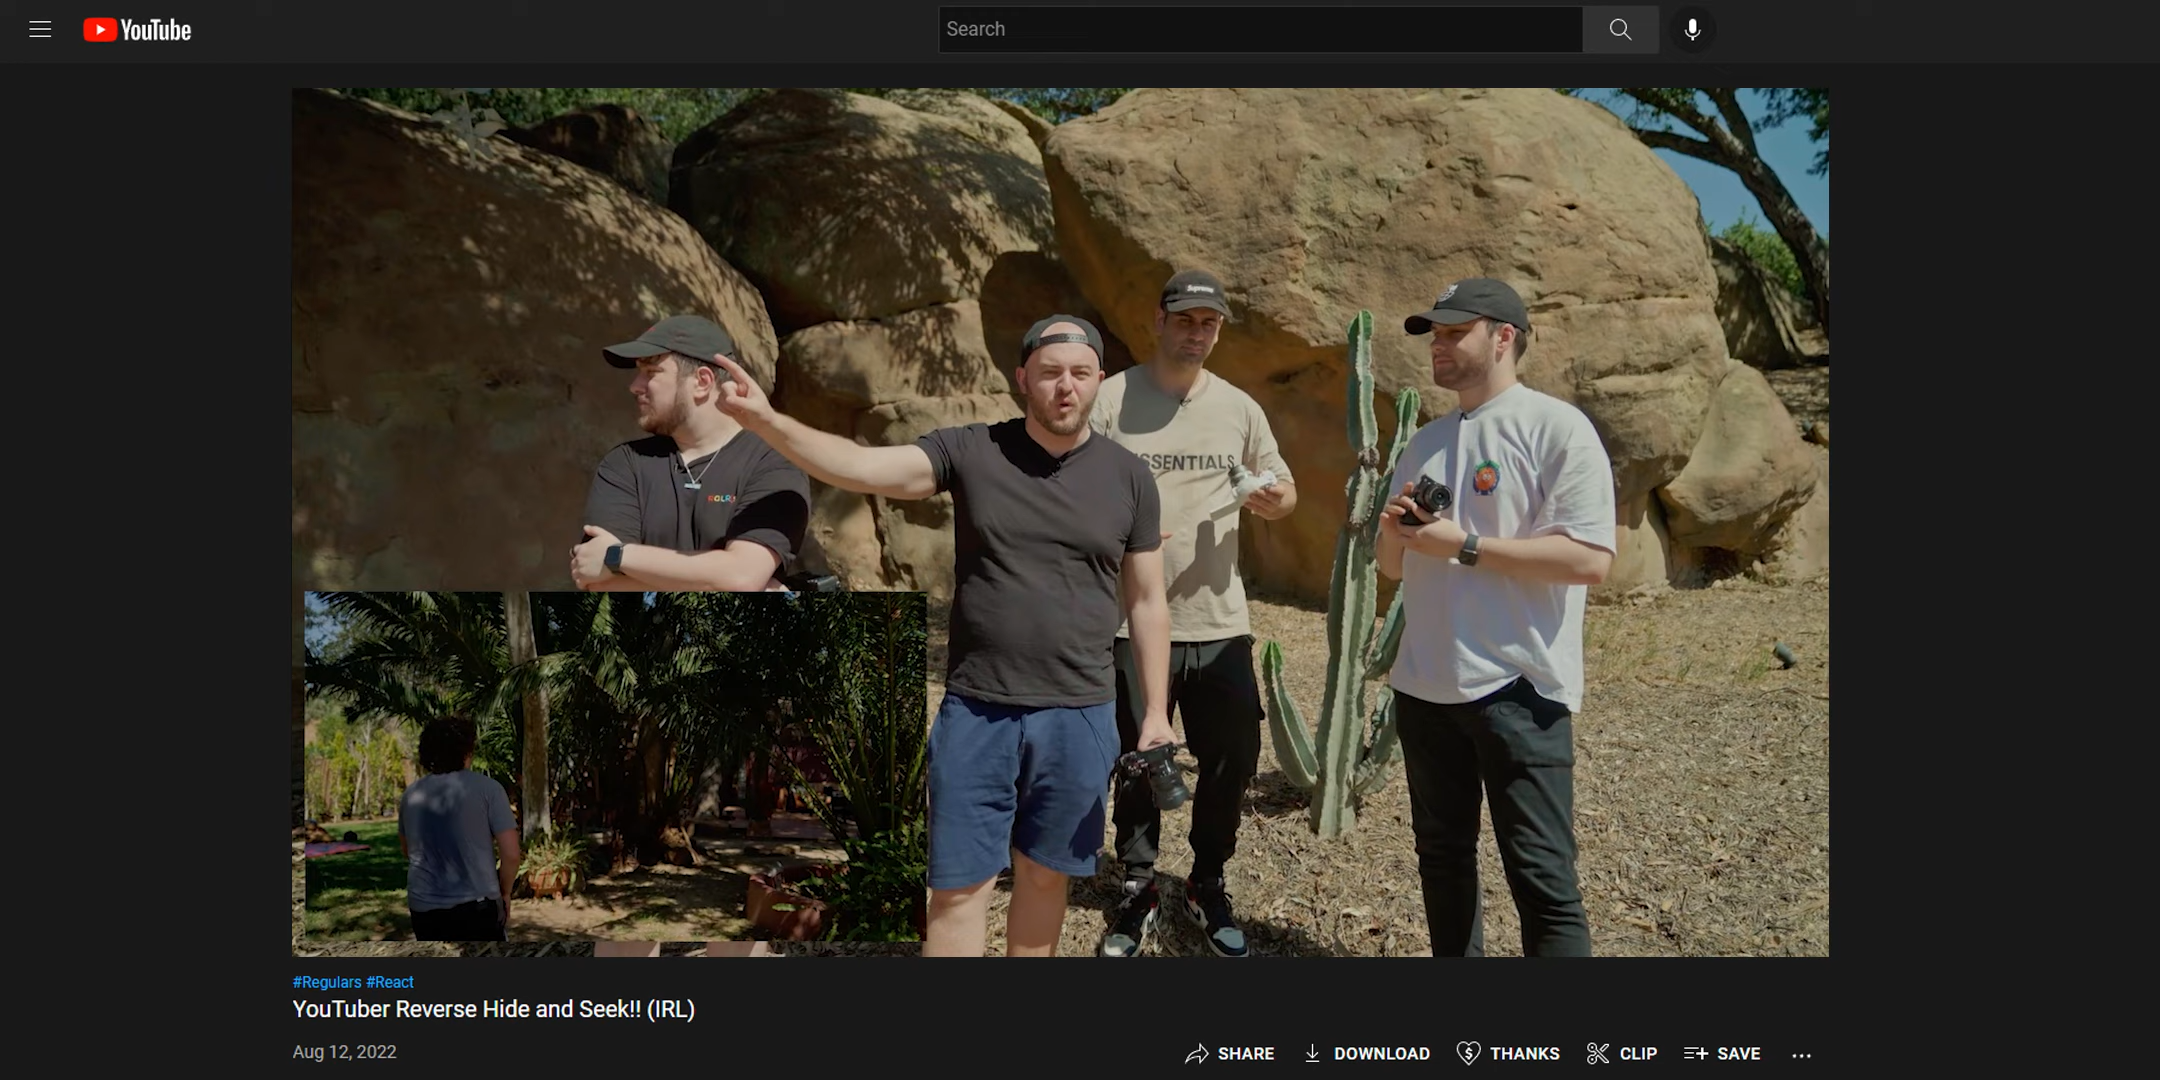 YouTube
Search
Supreme
SSENTIALS
#Regulars #React
YouTuber Reverse Hide and Seek!! (IRL)
Aug 12, 2022
SHARE DOWNLOAD THANKS CLIP SAVE ...